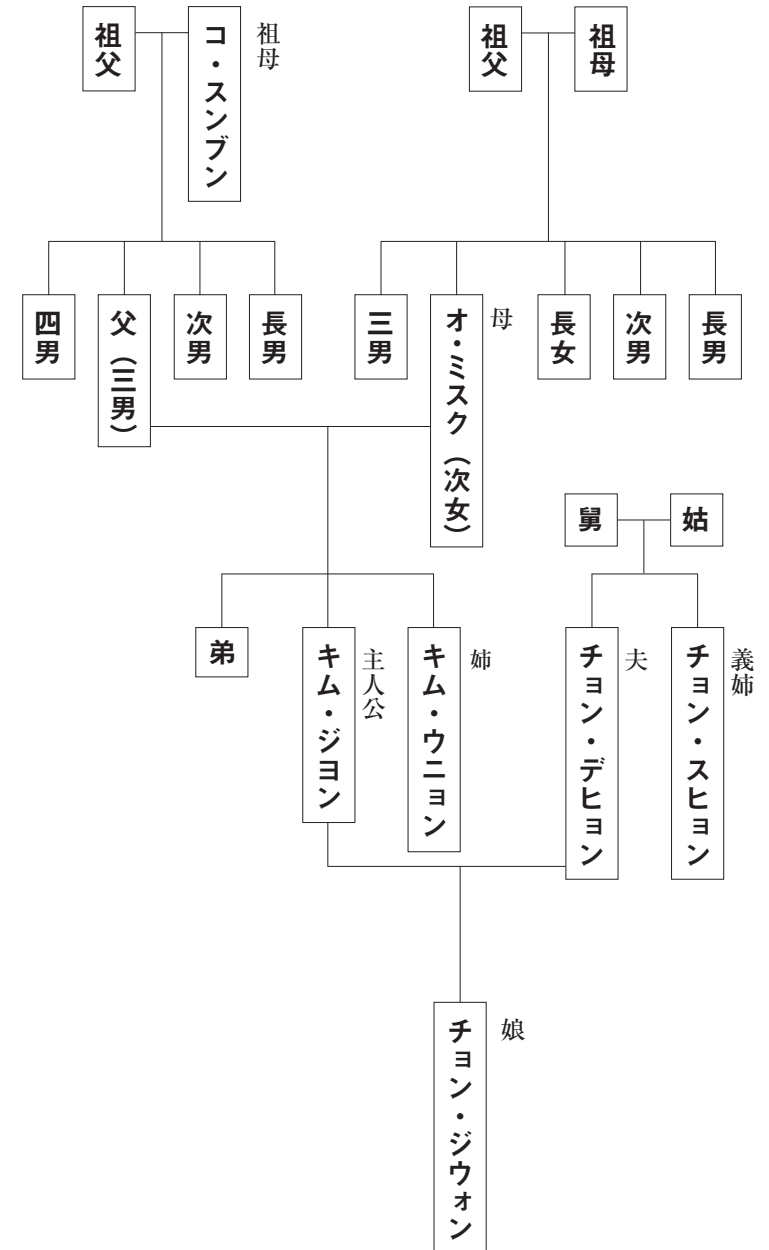 祖母
祖父
祖母
コ・スンブン
祖父
長男
次男
長女
母
オ・ミスク（次女）
三男
長男
次男
父（三男）
四男
姑
舅
義姉
チョン・スヒョン
夫
チョン・デヒョン
姉
キム・ウニョン
主人公
キム・ジヨン
弟
娘
チョン・ジウォン